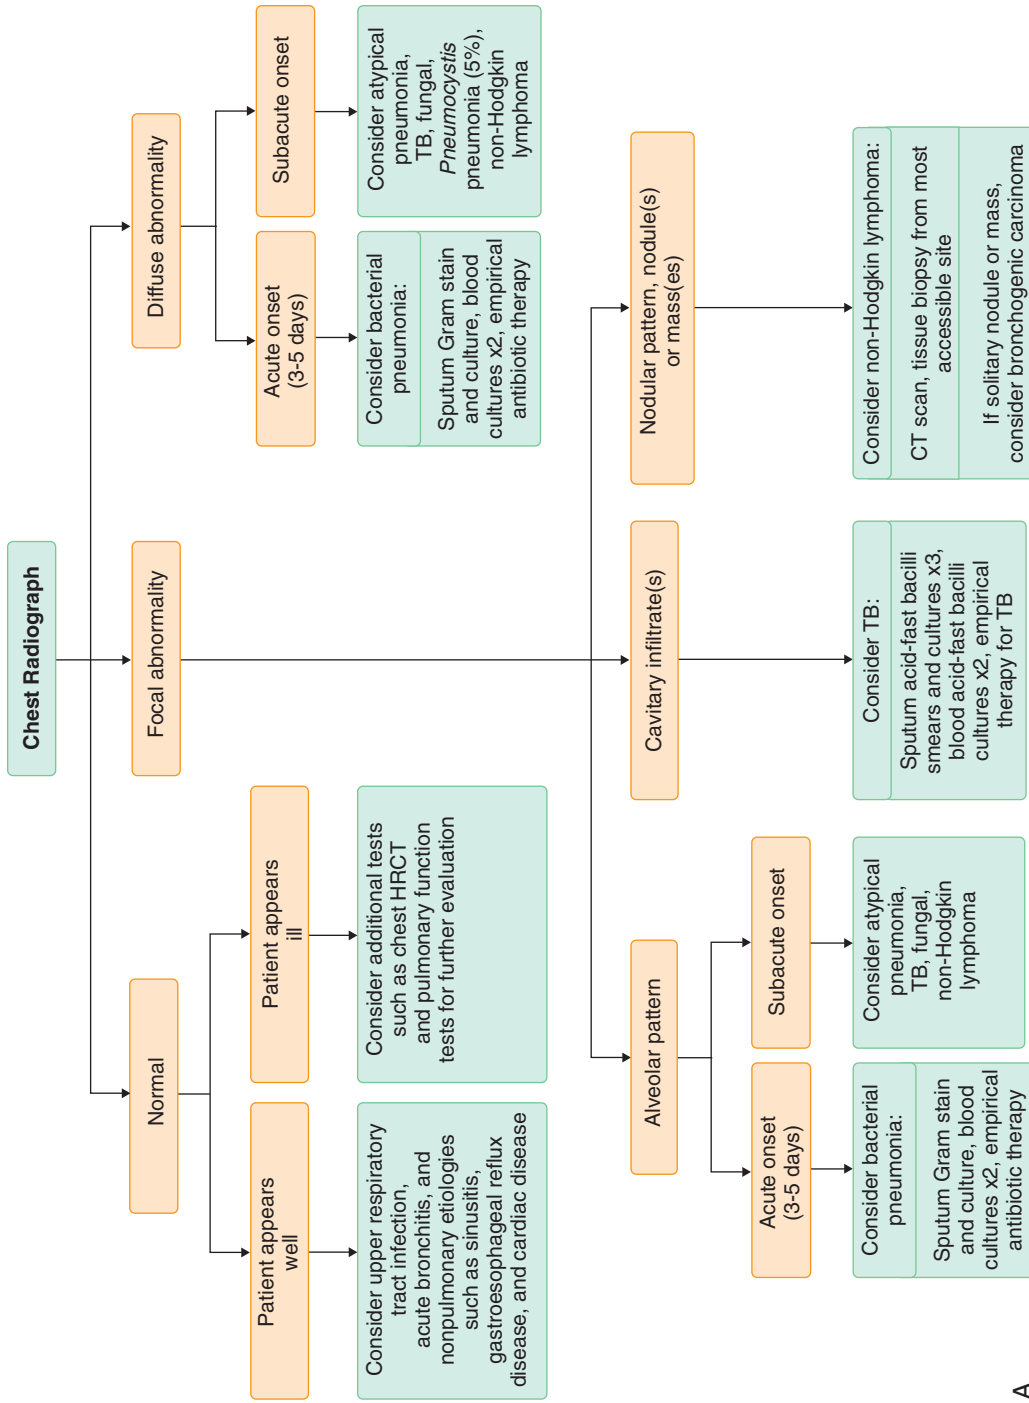 Chest Radiograph
Normal
Focal abnormality
Diffuse abnormality
Patient appears
well
Patient appears
ill
Acute onset
(3-5 days)
Subacute onset
Consider upper respiratory
tract infection,
acute bronchitis, and
nonpulmonary etiologies
such as sinusitis,
gastroesophageal reflux
disease, and cardiac disease
Consider additional tests
such as chest HRCT
and pulmonary function
tests for further evaluation
Consider bacterial
pneumonia:
Sputum Gram stain
and culture, blood
cultures x2, empirical
antibiotic therapy
Consider atypical
pneumonia,
TB, fungal,
Pneumocystis
pneumonia (5%),
non-Hodgkin
lymphoma
Alveolar pattern
Cavitary infiltrate(s)
Nodular pattern, nodule(s)
or mass(es)
Acute onset
(3-5 days)
Subacute onset
Consider bacterial
pneumonia:
Sputum Gram stain
and culture, blood
cultures x2, empirical
antibiotic therapy
Consider atypical
pneumonia,
TB, fungal,
non-Hodgkin
lymphoma
Consider TB:
Sputum acid-fast bacilli
smears and cultures x3,
blood acid-fast bacilli
cultures x2, empirical
therapy for TB
Consider non-Hodgkin lymphoma:
CT scan, tissue biopsy from most
accessible site
If solitary nodule or mass,
consider bronchogenic carcinoma
A